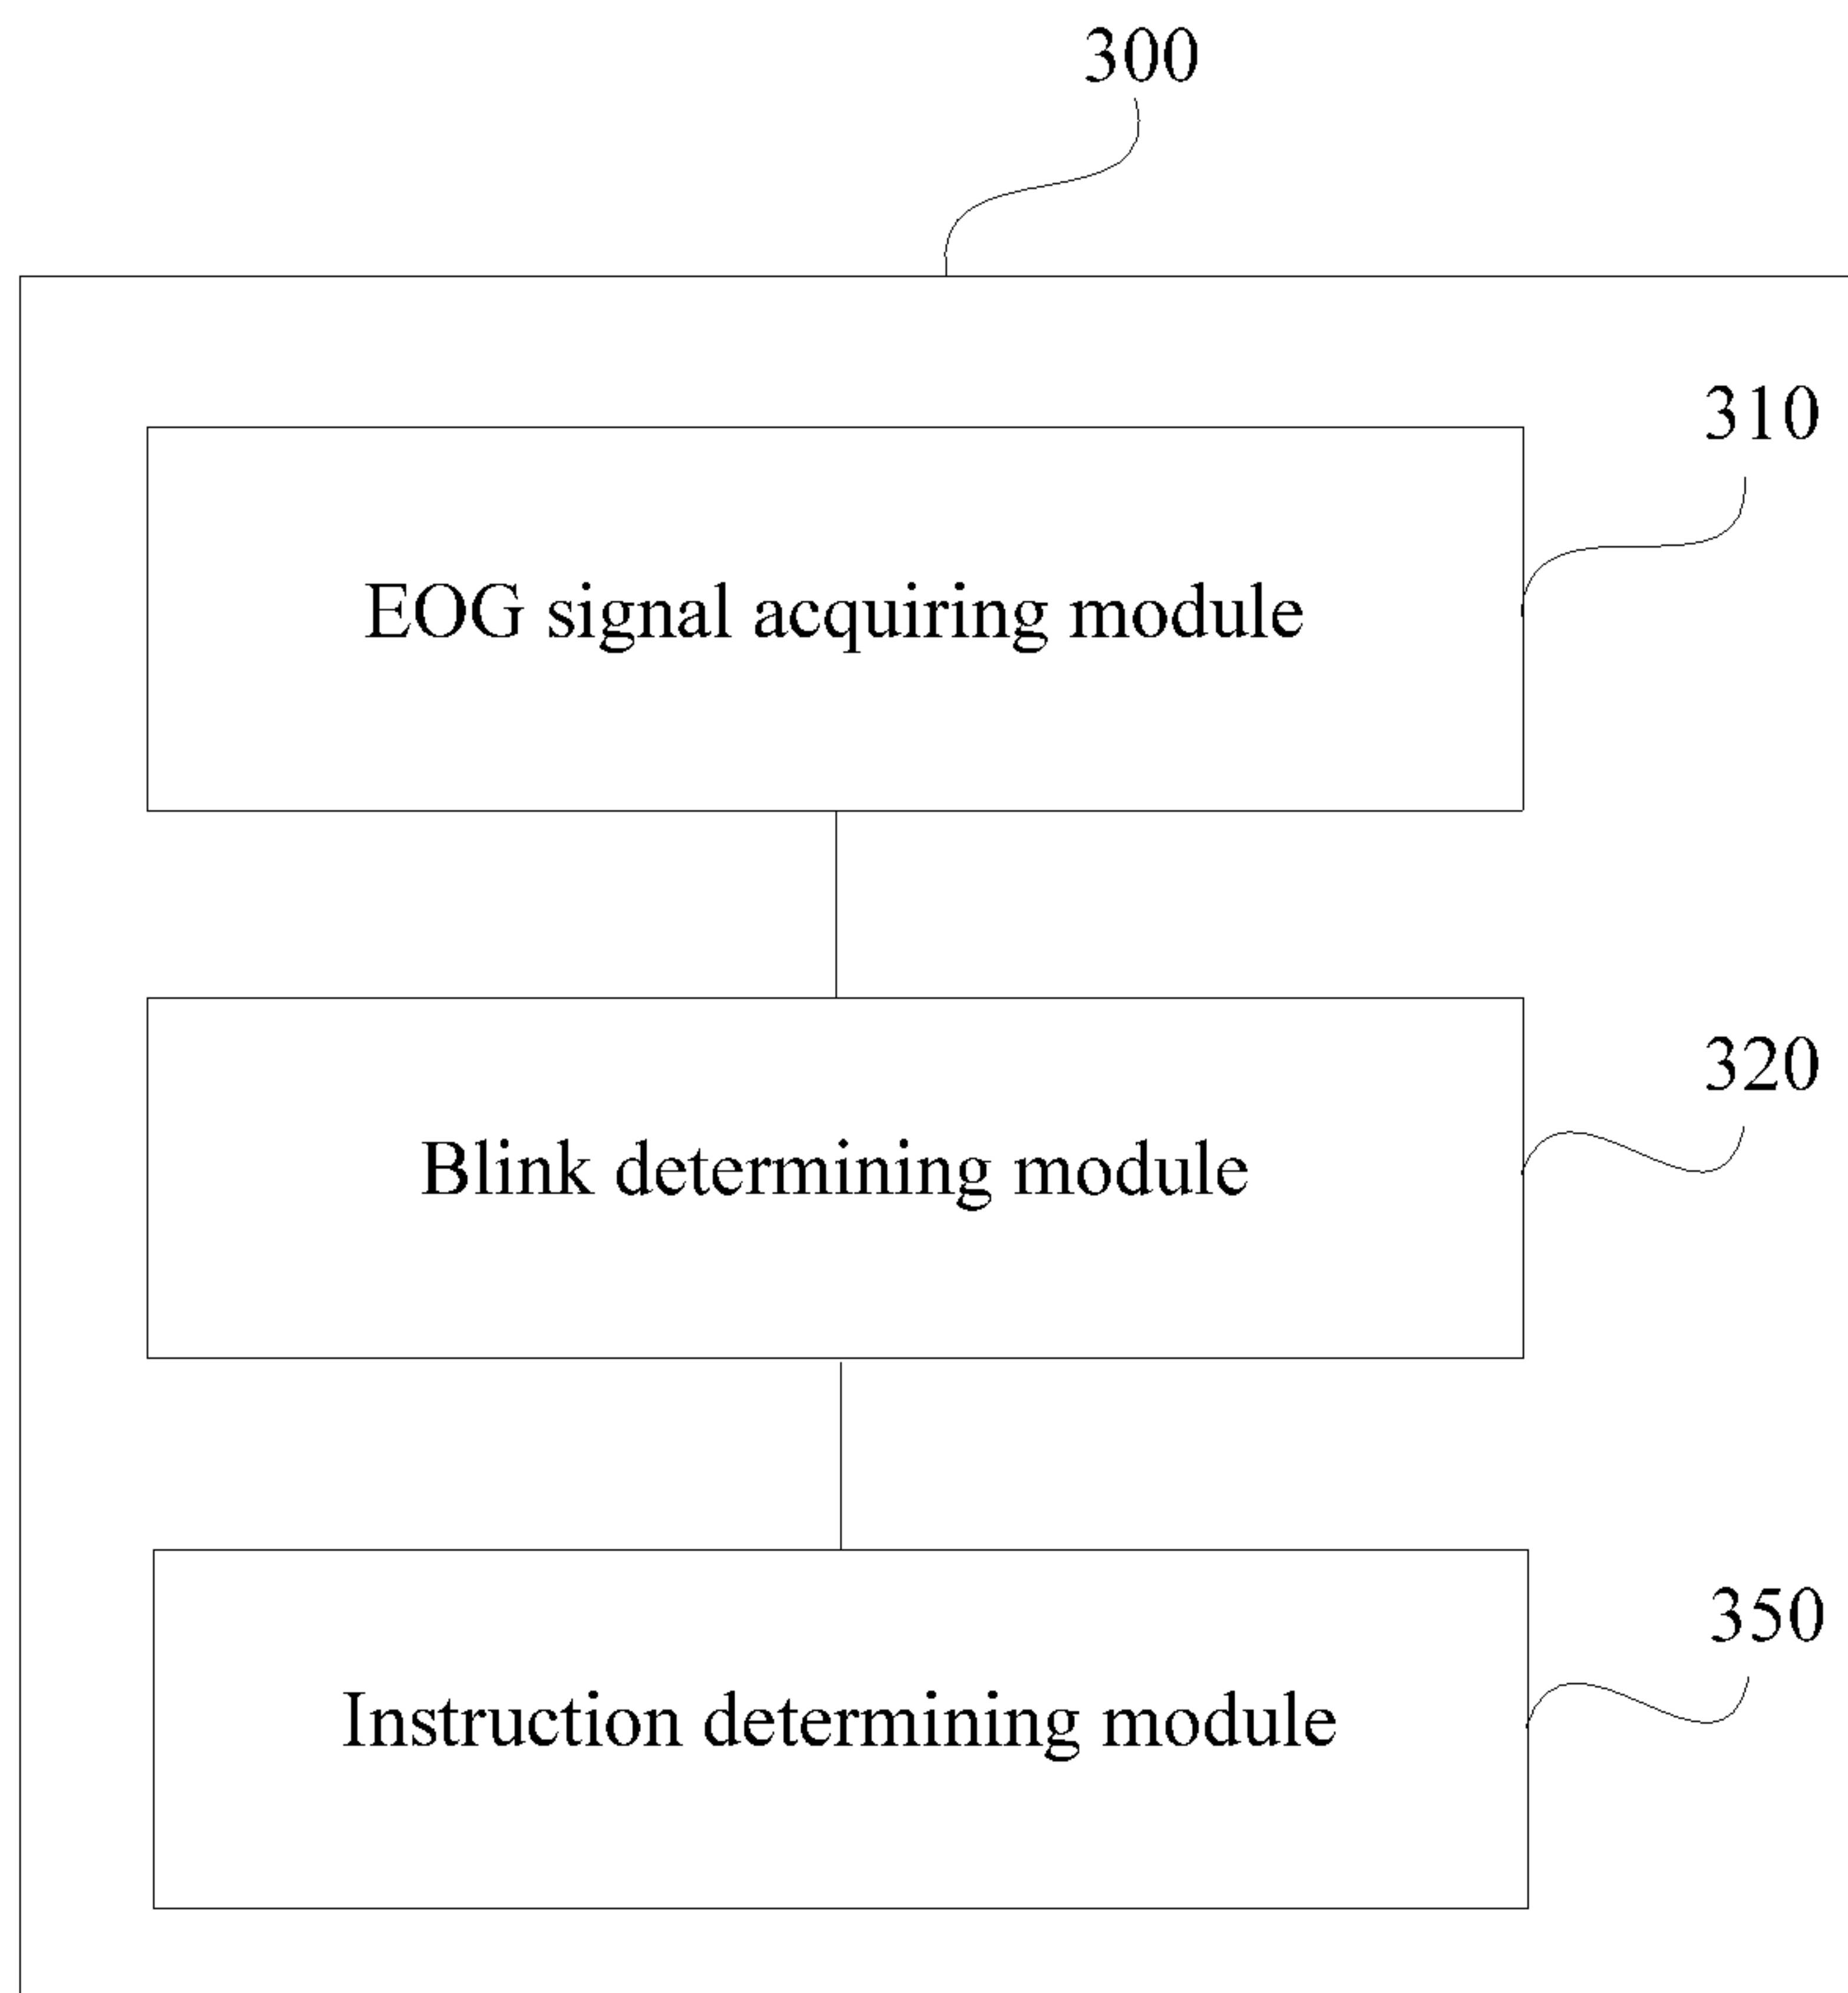 300
310
EOG signal acquiring module
320
Blink determining module
350
Instruction determining module